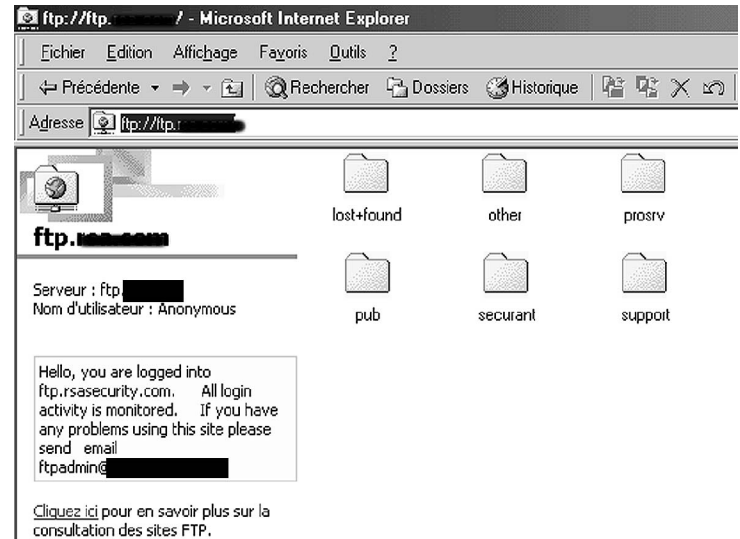 ftp://ftp. / - Microsoft Internet Explorer
Fichier Edition Affichage Favoris Outils ?
Précédente Rechercher Dossiers Historique
Adresse ftp://ftp.
lost+found other prosrv
ftp.
pub securant support
Serveur : ftp.
Nom d'utilisateur : Anonymous
Hello, you are logged into
ftp.rsasecurity.com. All login
activity is monitored. If you have
any problems using this site please
send email
ftpadmin@
Cliquez ici pour en savoir plus sur la
consultation des sites FTP.